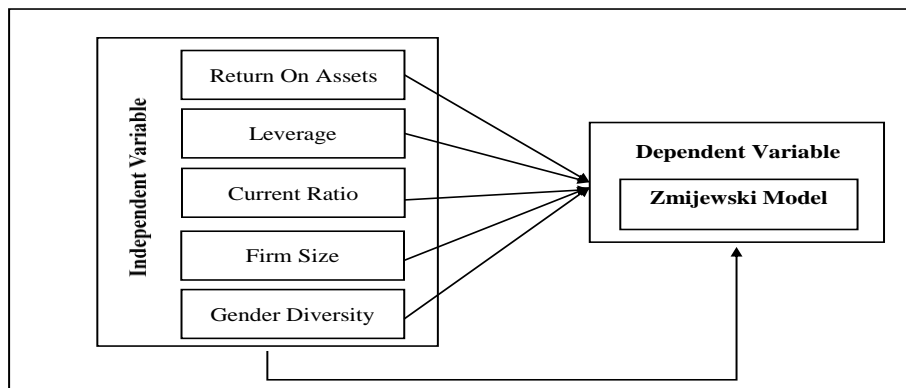 Independent Variable
Return On Assets
Leverage
Current Ratio
Firm Size
Gender Diversity
Dependent Variable
Zmijewski Model